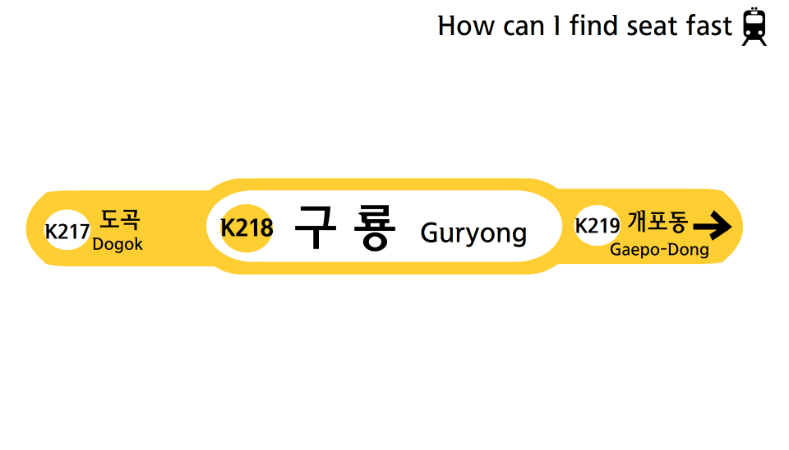 How can I find seat fast
K217 도곡
Dogok
K218 구룡 Guryong
K219 개포동
Gaepo-Dong